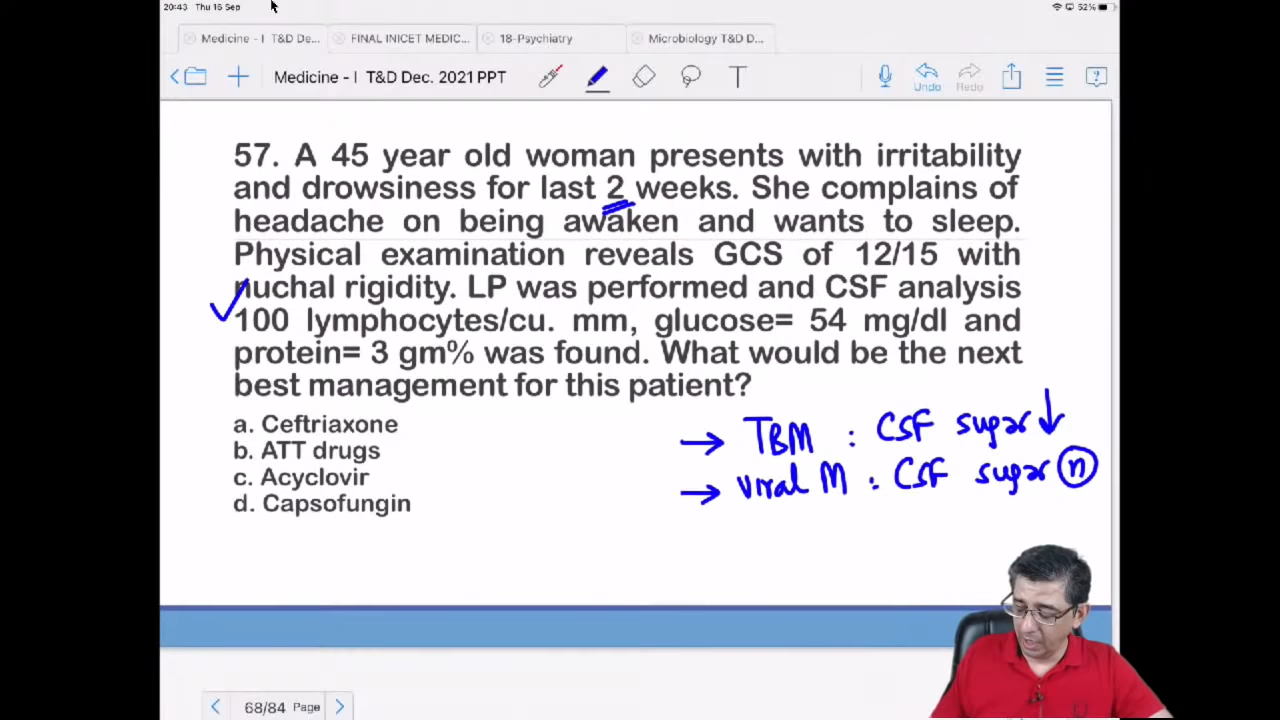 20:43 Thu 16 Sep
52%
Medicine - I T&D De...
FINAL INICET MEDIC...
18-Psychiatry
Microbiology T&D D...
Medicine - I T&D Dec. 2021 PPT
T
Undo
Redo
57. A 45 year old woman presents with irritability
and drowsiness for last 2 weeks. She complains of
headache on being awaken and wants to sleep.
Physical examination reveals GCS of 12/15 with
nuchal rigidity. LP was performed and CSF analysis
100 lymphocytes/cu. mm, glucose= 54 mg/dl and
protein= 3 gm% was found. What would be the next
best management for this patient?
a. Ceftriaxone
b. ATT drugs
c. Acyclovir
d. Capsofungin
→ TBM : CSF sugar ↓
→ Viral M : CSF sugar n
68/84 Page